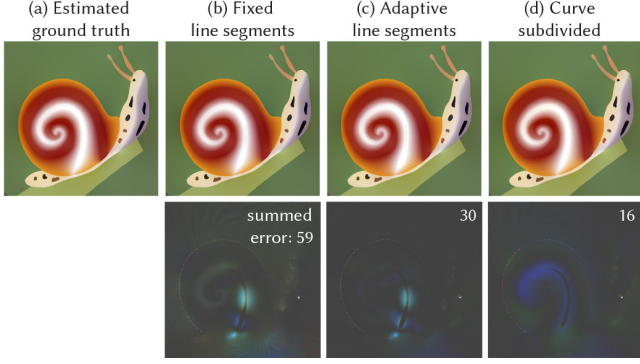 (a) Estimated
ground truth
(b) Fixed
line segments
(c) Adaptive
line segments
(d) Curve
subdivided
summed
error: 59
30
16